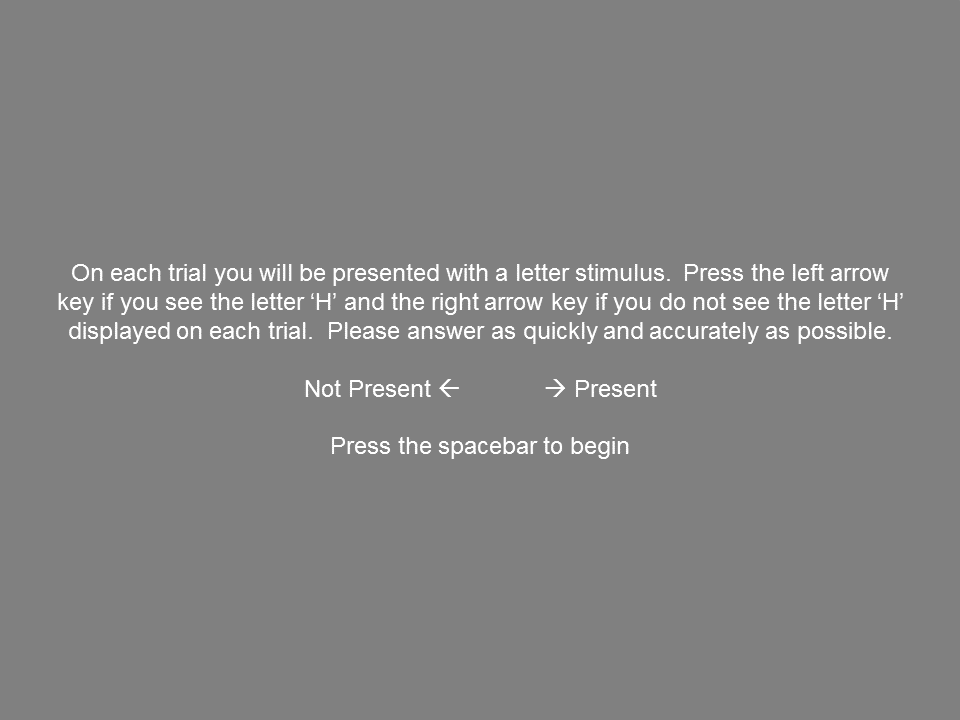 On each trial you will be presented with a letter stimulus.  Press the left arrow
key if you see the letter ‘H’ and the right arrow key if you do not see the letter ‘H’
displayed on each trial.  Please answer as quickly and accurately as possible.
Not Present ← → Present
Press the spacebar to begin